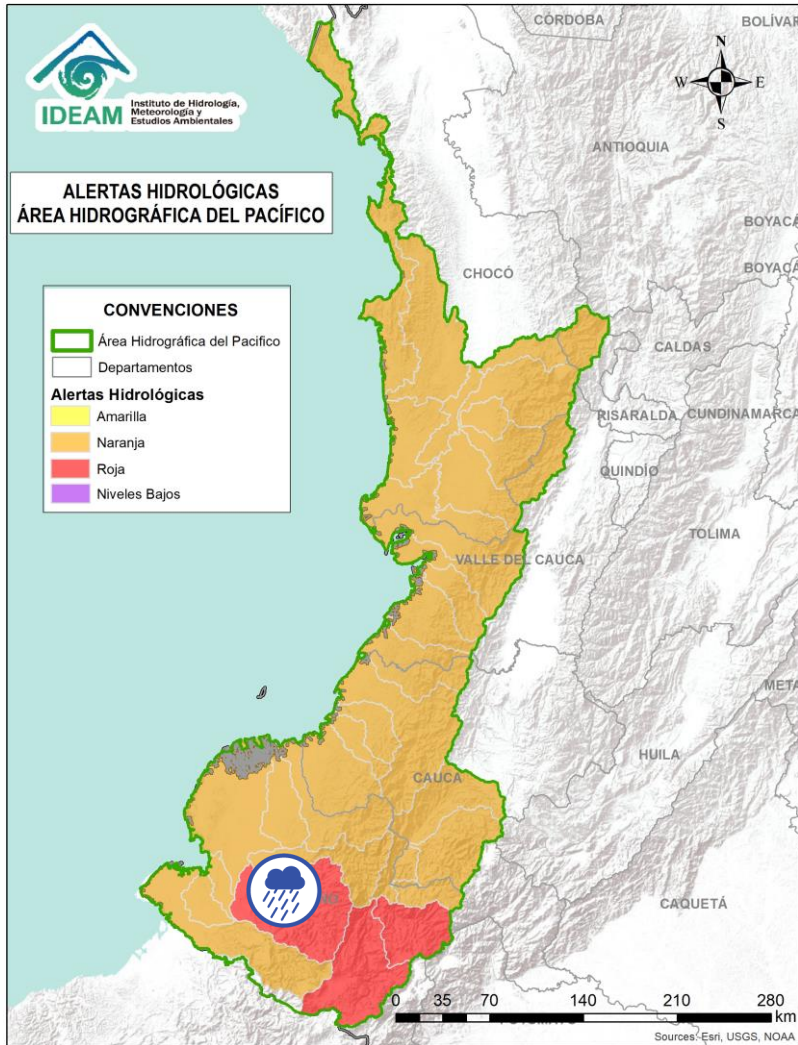 CÓRDOBA
BOLÍVAR
N
W
E
S
IDEAM
Instituto de Hidrología,
Meteorología y
Estudios Ambientales
ANTIOQUIA
ALERTAS HIDROLÓGICAS
ÁREA HIDROGRÁFICA DEL PACÍFICO
BOYACÁ
BOYACÁ
CHOCÓ
CONVENCIONES
Área Hidrográfica del Pacifico
Departamentos
Alertas Hidrológicas
Amarilla
Naranja
Roja
Niveles Bajos
CALDAS
RISARALDA
CUNDINAMARCA
QUINDÍO
TOLIMA
VALLE DEL CAUCA
META
HUILA
CAUCA
CAQUETÁ
0 35 70 140 210 280
km
Sources: Esri, USGS, NOAA